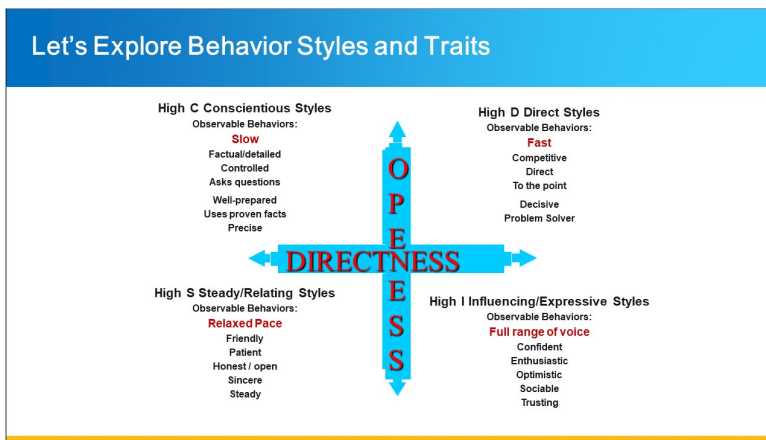 Let's Explore Behavior Styles and Traits
High C Conscientious Styles
Observable Behaviors:
Slow
Factual/detailed
Controlled
Asks questions
Well-prepared
Uses proven facts
Precise
High D Direct Styles
Observable Behaviors:
Fast
Competitive
Direct
To the point
Decisive
Problem Solver
OPENESS
DIRECTNESS
High S Steady/Relating Styles
Observable Behaviors:
Relaxed Pace
Friendly
Patient
Honest / open
Sincere
Steady
High I Influencing/Expressive Styles
Observable Behaviors:
Full range of voice
Confident
Enthusiastic
Optimistic
Sociable
Trusting